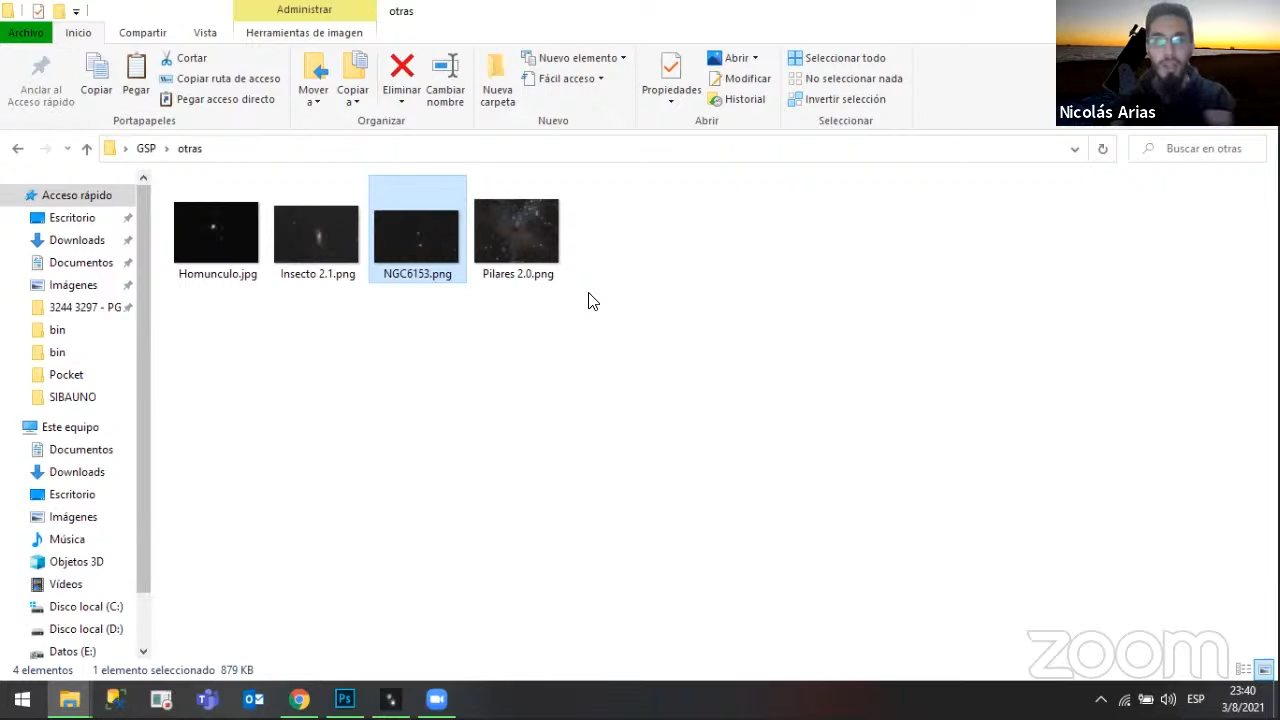 Administrar
otras
Archivo
Inicio
Compartir
Vista
Herramientas de imagen
Anclar al
Acceso rápido
Copiar
Pegar
Cortar
Copiar ruta de acceso
Pegar acceso directo
Portapapeles
Mover
a
Copiar
a
Eliminar
Cambiar
nombre
Organizar
Nueva
carpeta
Nuevo elemento
Fácil acceso
Nuevo
Propiedades
Abrir
Modificar
Historial
Abrir
Seleccionar todo
No seleccionar nada
Invertir selección
Seleccionar
Nicolás Arias
GSP
otras
Buscar en otras
Acceso rápido
Escritorio
Downloads
Documentos
Imágenes
3244 3297 - PG
bin
bin
Pocket
SIBAUNO
Este equipo
Documentos
Downloads
Escritorio
Imágenes
Música
Objetos 3D
Vídeos
Disco local (C:)
Disco local (D:)
Datos (E:)
Homunculo.jpg
Insecto 2.1.png
NGC6153.png
Pilares 2.0.png
4 elementos
1 elemento seleccionado 879 KB
zoom
Ps
ESP
23:40
3/8/2021